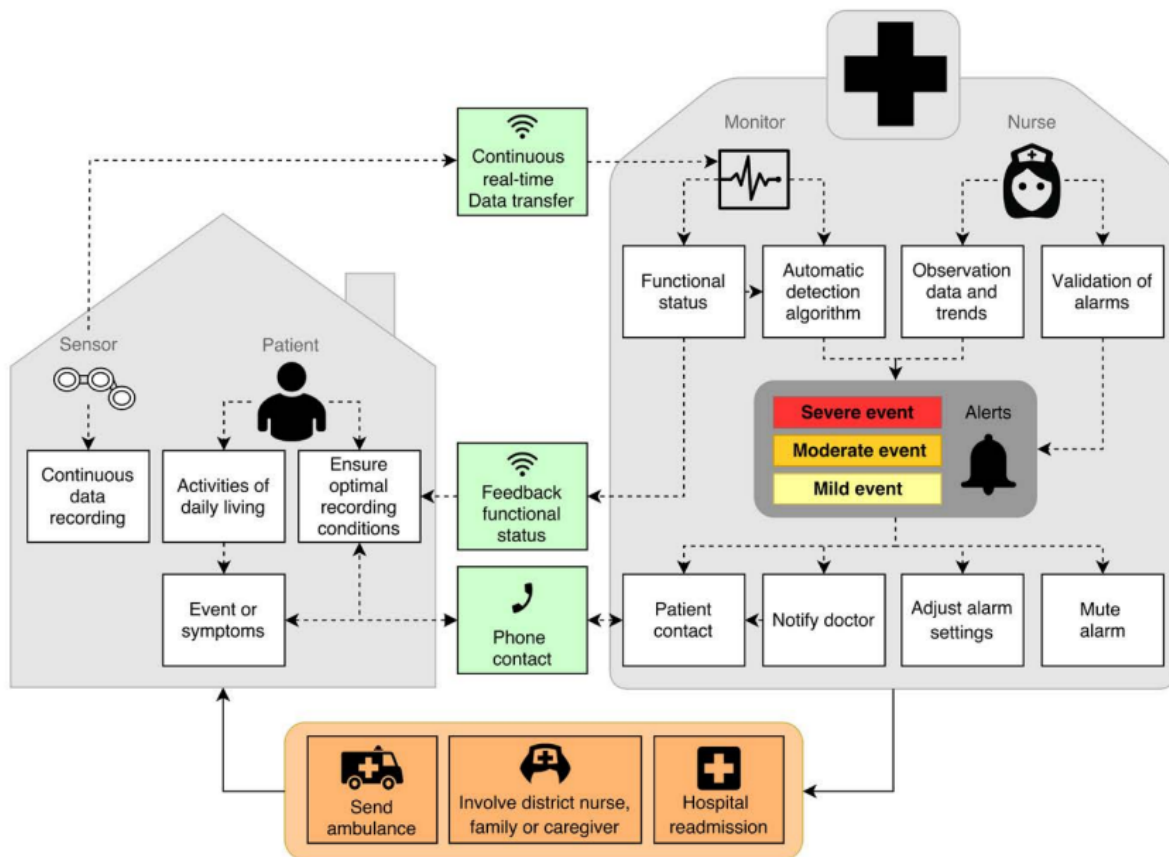 Monitor
Nurse
Continuous
real-time
Data transfer
Functional
status
Automatic
detection
algorithm
Observation
data and
trends
Validation of
alarms
Sensor
Patient
Severe event
Moderate event
Mild event
Alerts
Continuous
data
recording
Activities of
daily living
Ensure
optimal
recording
conditions
Feedback
functional
status
Event or
symptoms
Phone
contact
Patient
contact
Notify doctor
Adjust alarm
settings
Mute
alarm
Send
ambulance
Involve district nurse,
family or caregiver
Hospital
readmission